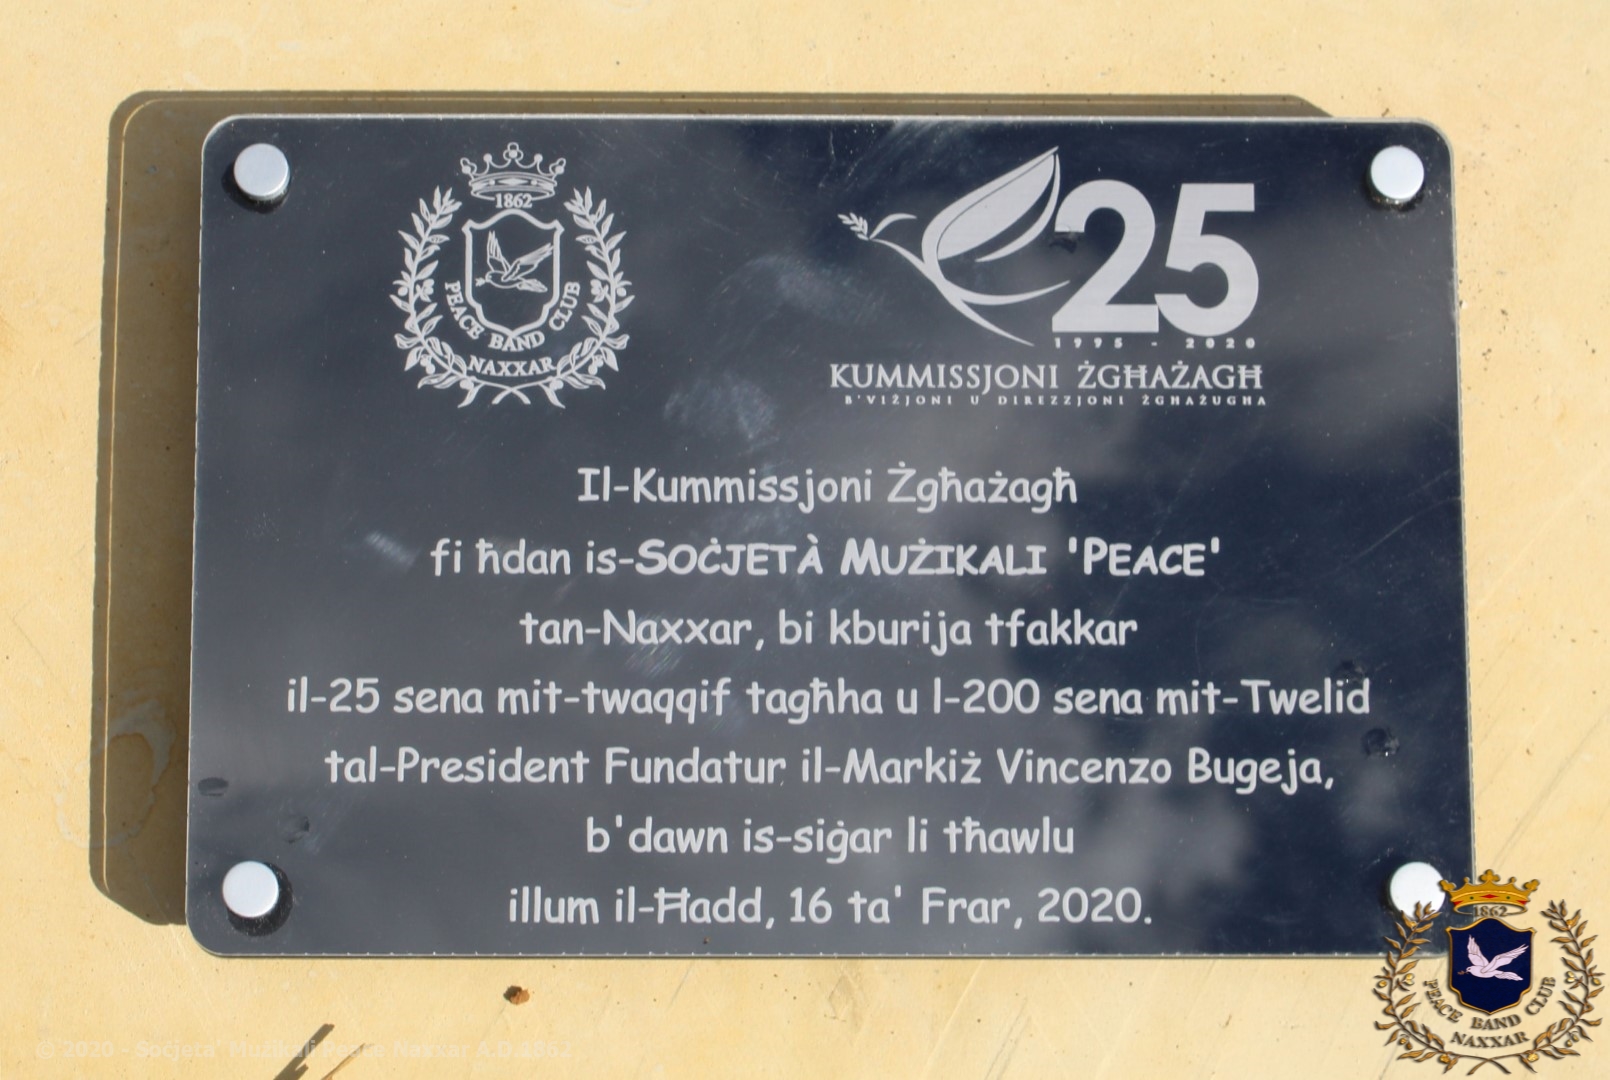 1862
PEACE BAND CLUB
NAXXAR
25
1995 - 2020
KUMMISSJONI ŻGĦAŻAGĦ
B'VIŻJONI U DIREZZJONI ŻGĦAŻUGĦA
Il-Kummissjoni Żgħażagħ
fi ħdan is-SOĊJETÀ MUŻIKALI 'PEACE'
tan-Naxxar, bi kburija tfakkar
il-25 sena mit-twaqqif tagħha u l-200 sena mit-Twelid
tal-President Fundatur il-Markiż Vincenzo Bugeja,
b'dawn is-siġar li tħawlu
illum il-Ħadd, 16 ta' Frar, 2020.
1862
PEACE BAND CLUB
NAXXAR
© 2020 - Soċjeta' Mużikali Peace Naxxar A.D.1862